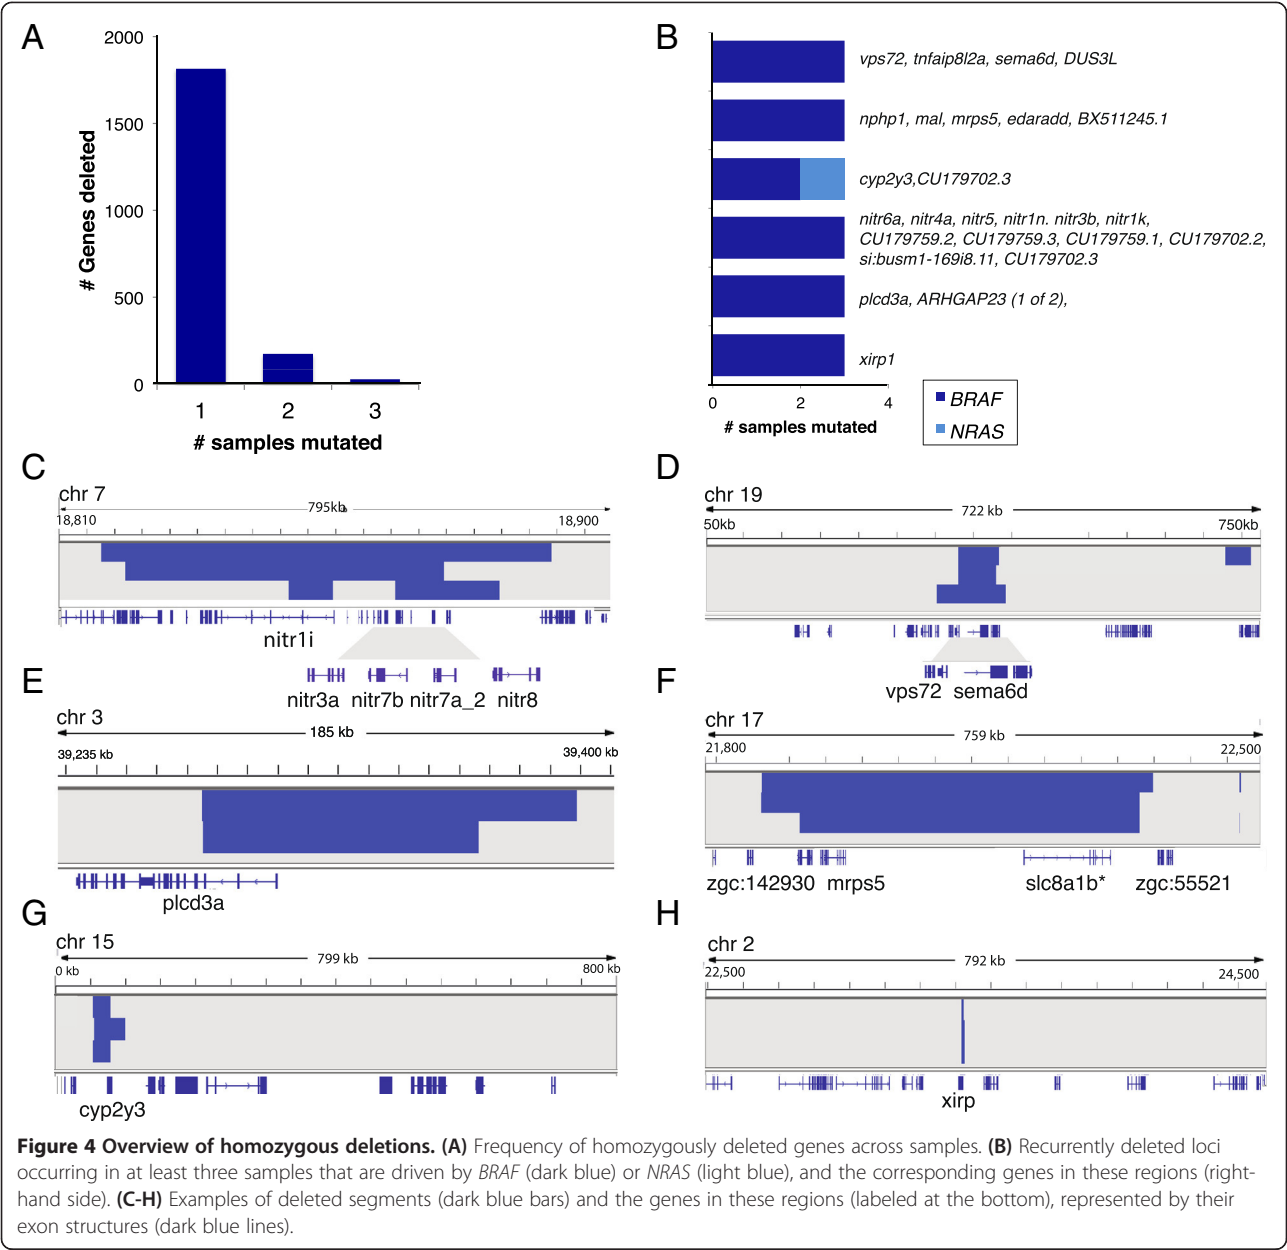 A
2000
1500
1000
500
0
# Genes deleted
1 2 3
# samples mutated
B
vps72, tnfaip8l2a, sema6d, DUS3L
nphp1, mal, mrps5, edaradd, BX511245.1
cyp2y3,CU179702.3
nitr6a, nitr4a, nitr5, nitr1n. nitr3b, nitr1k,
CU179759.2, CU179759.3, CU179759.1, CU179702.2,
si:busm1-169i8.11, CU179702.3
plcd3a, ARHGAP23 (1 of 2),
xirp1
0 2 4
# samples mutated
BRAF
NRAS
C
chr 7
795kb
18,810 18,900
nitr1i
nitr3a nitr7b nitr7a_2 nitr8
D
chr 19
722 kb
50kb 750kb
vps72 sema6d
E
chr 3
185 kb
39,235 kb 39,400 kb
plcd3a
F
chr 17
759 kb
21,800 22,500
zgc:142930 mrps5 slc8a1b* zgc:55521
G
chr 15
799 kb
0 kb 800 kb
cyp2y3
H
chr 2
792 kb
22,500 24,500
xirp
Figure 4 Overview of homozygous deletions. (A) Frequency of homozygously deleted genes across samples. (B) Recurrently deleted loci
occurring in at least three samples that are driven by BRAF (dark blue) or NRAS (light blue), and the corresponding genes in these regions (right-
hand side). (C-H) Examples of deleted segments (dark blue bars) and the genes in these regions (labeled at the bottom), represented by their
exon structures (dark blue lines).